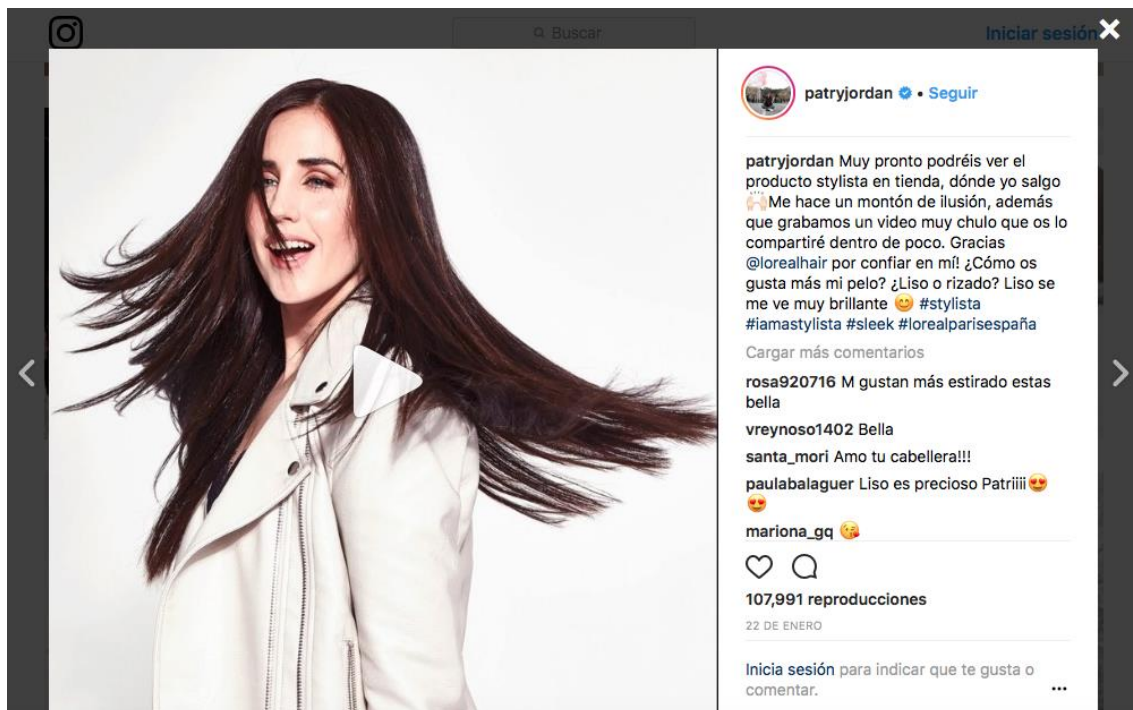 Buscar
Iniciar sesión
patryjordan • Seguir
patryjordan Muy pronto podréis ver el
producto stylista en tienda, dónde yo salgo
🙌🏻Me hace un montón de ilusión, además
que grabamos un video muy chulo que os lo
compartiré dentro de poco. Gracias
@lorealhair por confiar en mí! ¿Cómo os
gusta más mi pelo? ¿Liso o rizado? Liso se
me ve muy brillante 😊 #stylista
#iamastylista #sleek #lorealparisespaña
Cargar más comentarios
rosa920716 M gustan más estirado estas
bella
vreynoso1402 Bella
santa_mori Amo tu cabellera!!!
paulabalaguer Liso es precioso Patriiii😍
😍
mariona_gq 😘
107,991 reproducciones
22 DE ENERO
Inicia sesión para indicar que te gusta o
comentar.